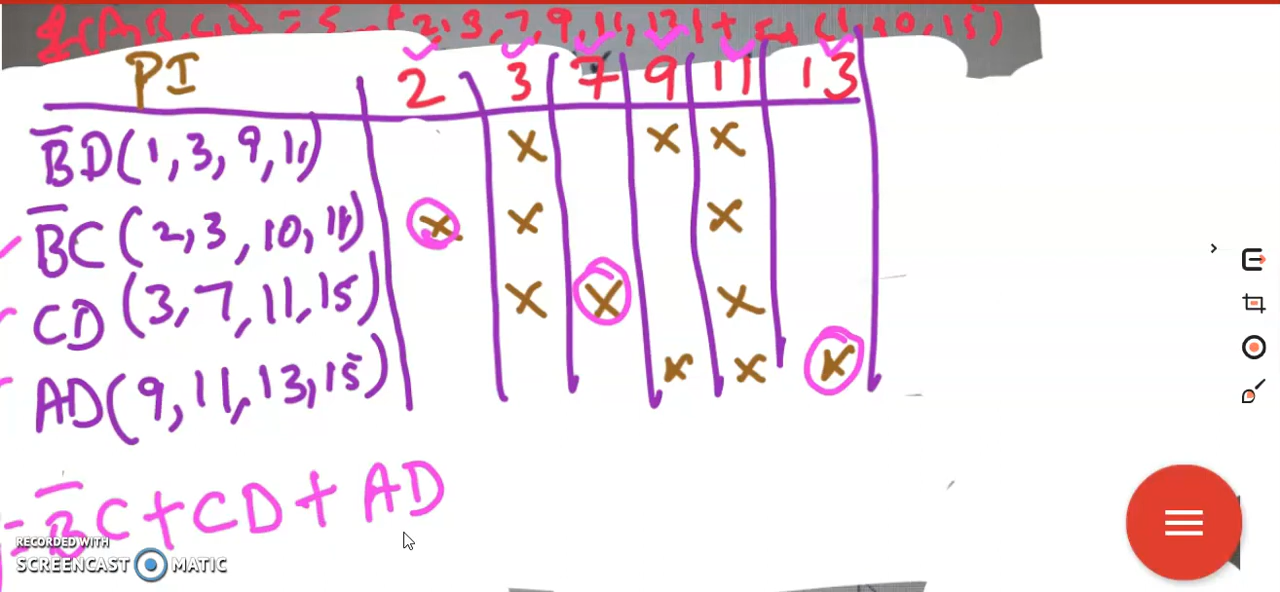 f(A,B,C,D) = Σm(2,3,7,9,11,13)+Σd(1,10,15)
PI 2 3 7 9 11 13
B̅D(1,3,9,11) x x x
B̅C(2,3,10,11) x x x
CD(3,7,11,15) x x x
AD(9,11,13,15) x x x
= B̅C+CD+AD
RECORDED WITH
SCREENCAST MATIC